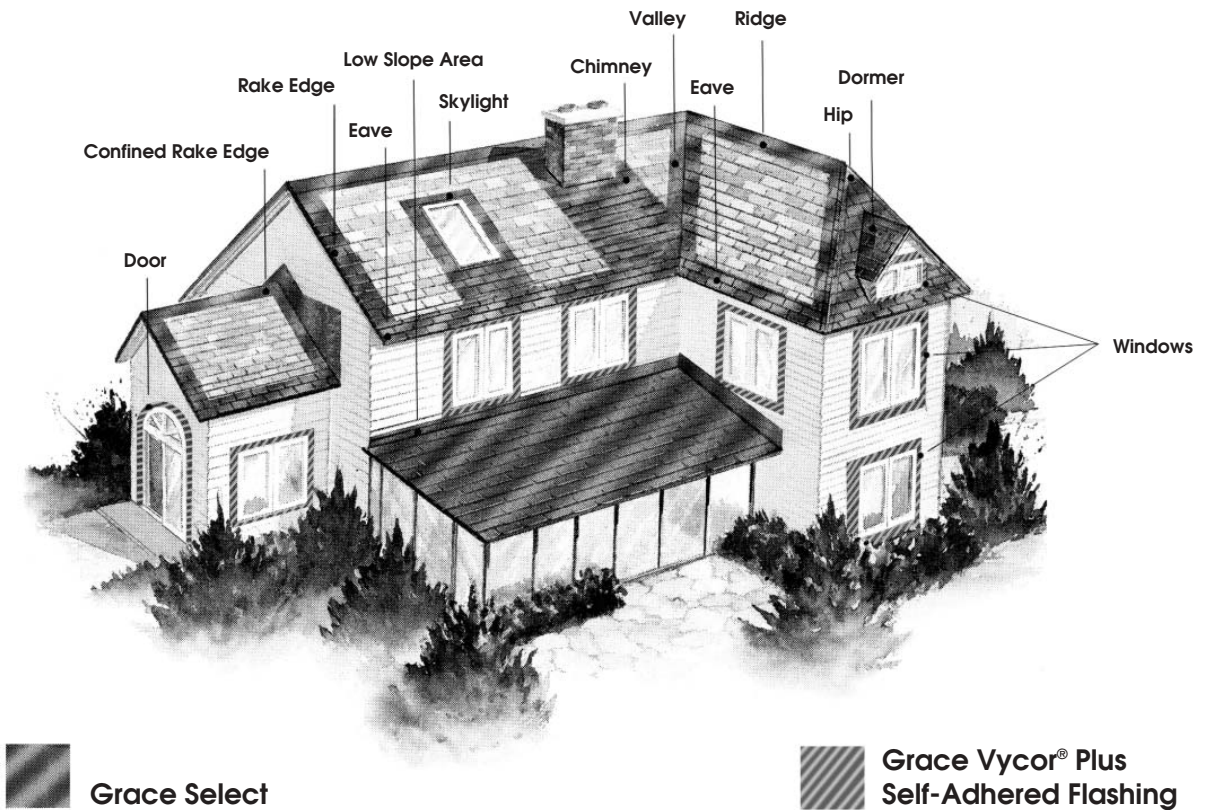 Valley
Ridge
Low Slope Area
Chimney
Dormer
Rake Edge
Skylight
Eave
Hip
Eave
Confined Rake Edge
Door
Windows
Grace Select
Grace Vycor® Plus
Self-Adhered Flashing